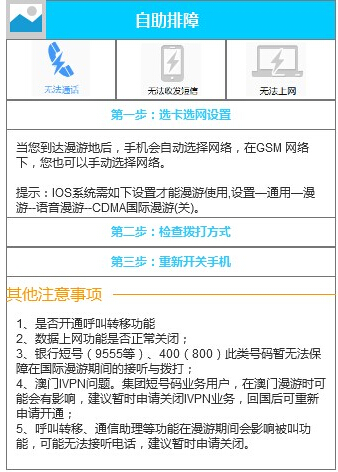 自助排障
无法通话
无法收发短信
无法上网
第一步：选卡选网设置
当您到达漫游地后，手机会自动选择网络，在GSM 网络
下，您也可以手动选择网络。
提示：IOS系统需如下设置才能漫游使用,设置—通用—漫
游--语音漫游--CDMA国际漫游(关)。
第二步：检查拨打方式
第三步：重新开关手机
其他注意事项
1、是否开通呼叫转移功能
2、数据上网功能是否正常关闭；
3、银行短号（9555等）、400（800）此类号码暂无法保
障在国际漫游期间的接听与拨打；
4、澳门IVPN问题。集团短号码业务用户，在澳门漫游时可
能会有影响，建议暂时申请关闭IVPN业务，回国后可重新
申请开通；
5、呼叫转移、通信助理等功能在漫游期间会影响被叫功
能，可能无法接听电话，建议暂时申请关闭。